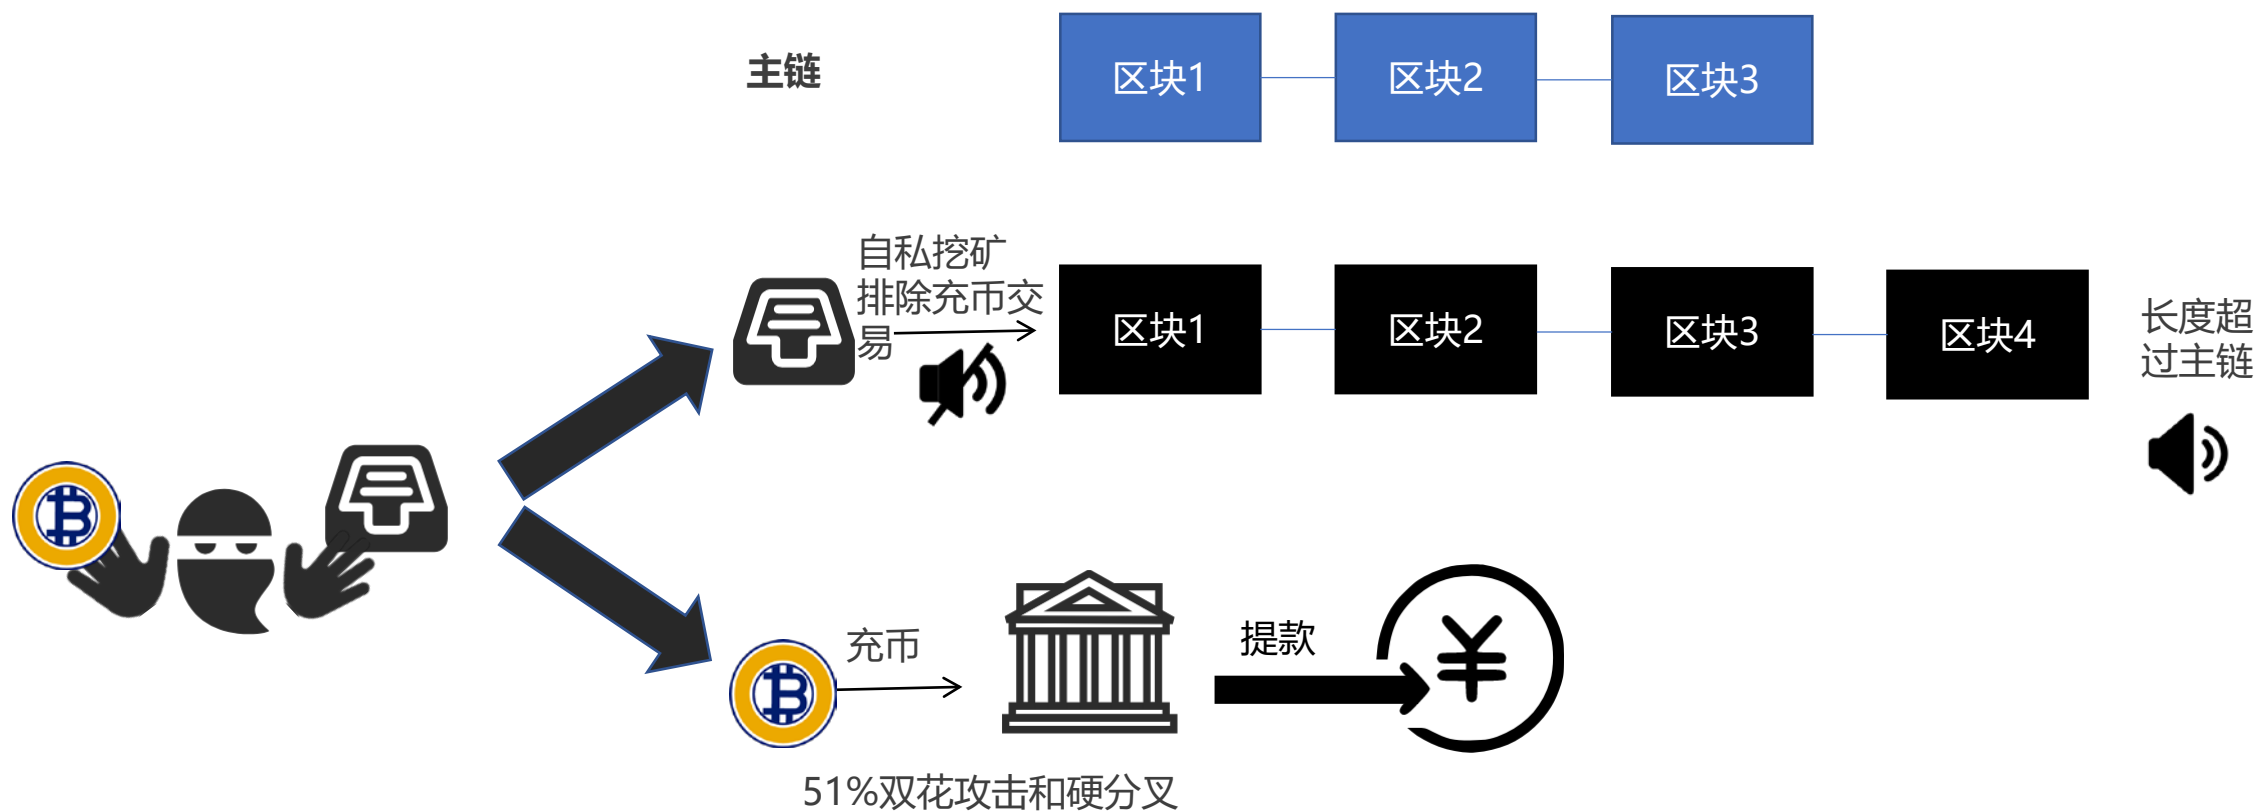 主链
区块1
区块2
区块3
自私挖矿
排除充币交
易
区块1
区块2
区块3
区块4
长度超
过主链
充币
提款
51%双花攻击和硬分叉